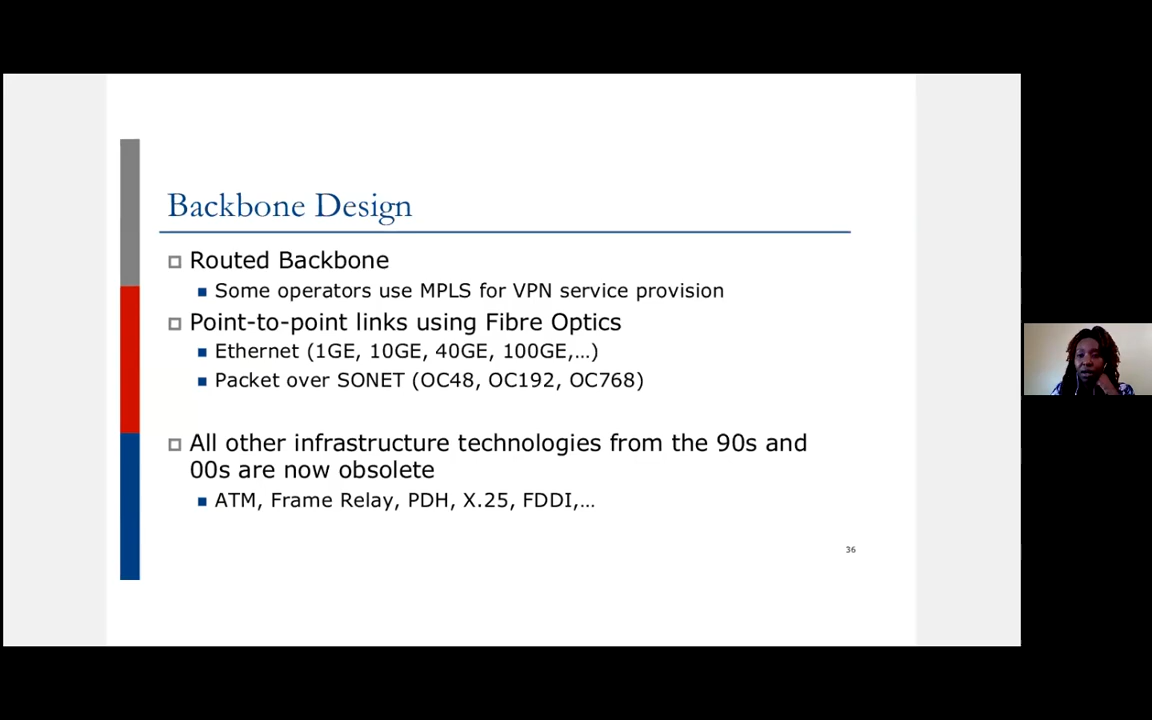 Backbone Design
Routed Backbone
Some operators use MPLS for VPN service provision
Point-to-point links using Fibre Optics
Ethernet (1GE, 10GE, 40GE, 100GE,...)
Packet over SONET (OC48, OC192, OC768)
All other infrastructure technologies from the 90s and
00s are now obsolete
ATM, Frame Relay, PDH, X.25, FDDI,...
36